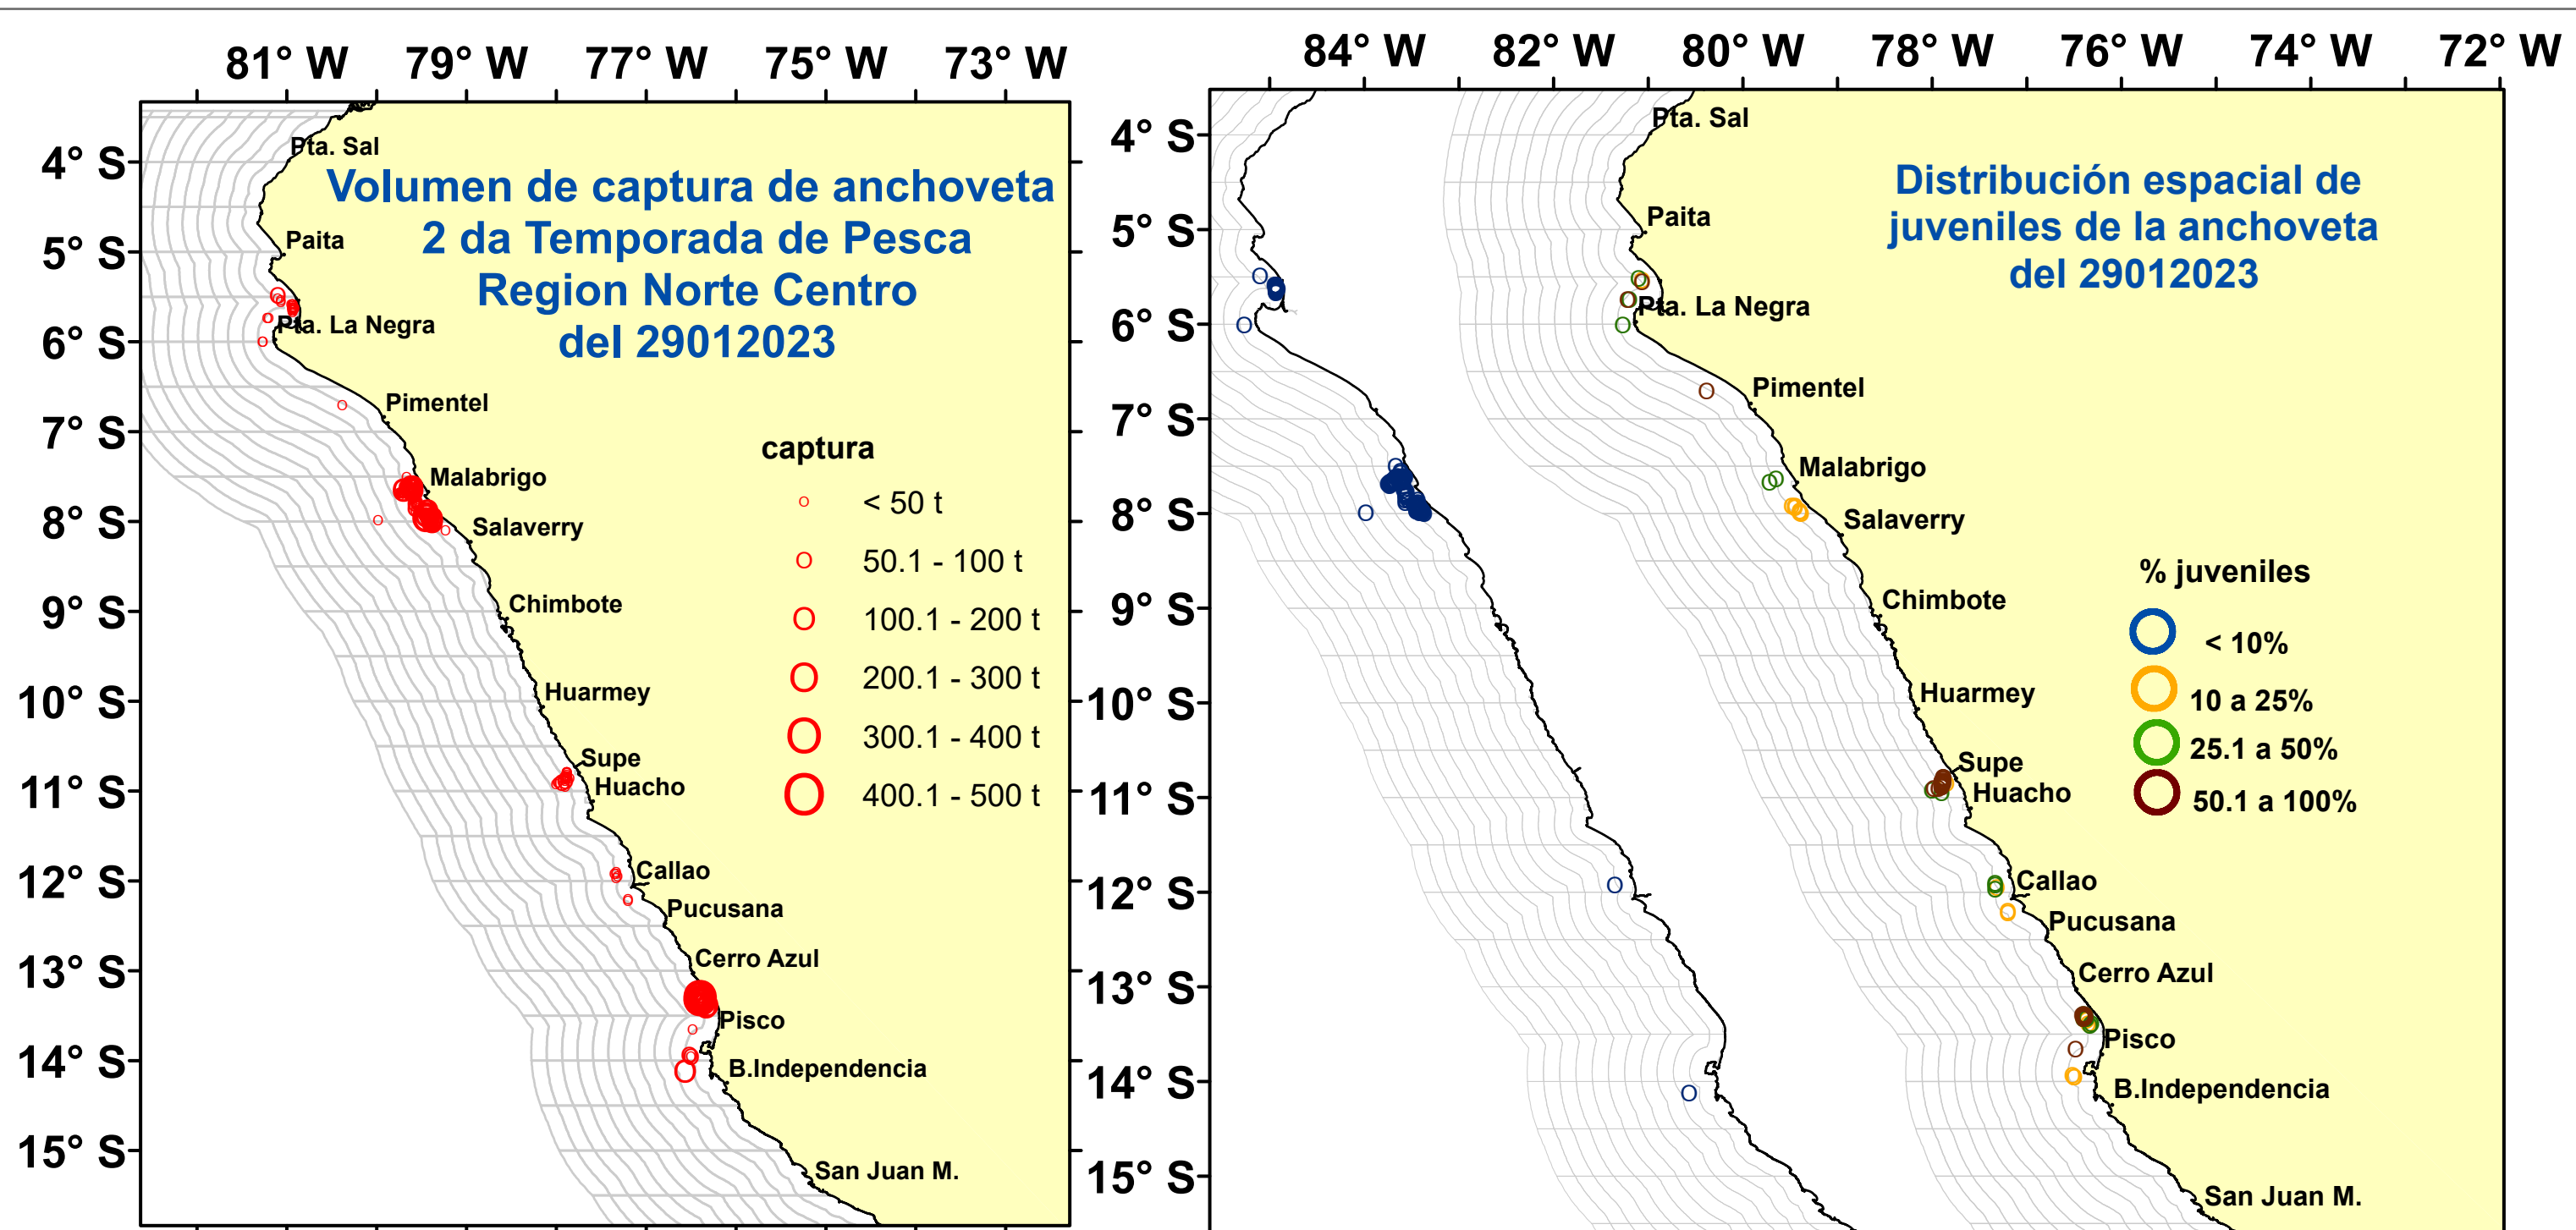 81° W 79° W 77° W 75° W 73° W
4° S
5° S
6° S
7° S
8° S
9° S
10° S
11° S
12° S
13° S
14° S
15° S
Volumen de captura de anchoveta
2 da Temporada de Pesca
Region Norte Centro
del 29012023
Pta. Sal
Paita
Pta. La Negra
Pimentel
Malabrigo
Salaverry
Chimbote
Huarmey
Supe
Huacho
Callao
Pucusana
Cerro Azul
Pisco
B.Independencia
San Juan M.
captura
< 50 t
50.1 - 100 t
100.1 - 200 t
200.1 - 300 t
300.1 - 400 t
400.1 - 500 t
84° W 82° W 80° W 78° W 76° W 74° W 72° W
4° S
5° S
6° S
7° S
8° S
9° S
10° S
11° S
12° S
13° S
14° S
15° S
Distribución espacial de
juveniles de la anchoveta
del 29012023
Pta. Sal
Paita
Pta. La Negra
Pimentel
Malabrigo
Salaverry
Chimbote
Huarmey
Supe
Huacho
Callao
Pucusana
Cerro Azul
Pisco
B.Independencia
San Juan M.
% juveniles
< 10%
10 a 25%
25.1 a 50%
50.1 a 100%